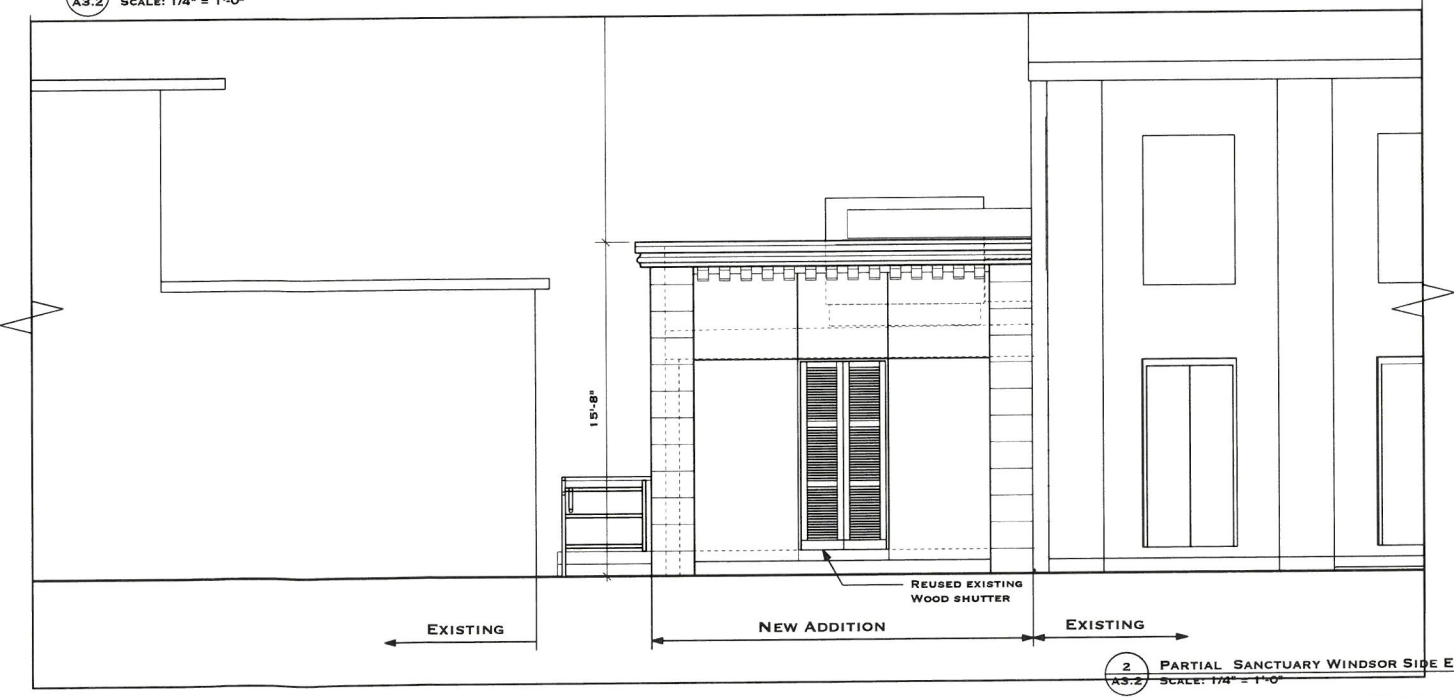 A3.2 SCALE: 1/4" = 1'-0"
15'-8"
REUSED EXISTING
WOOD SHUTTER
EXISTING
NEW ADDITION
EXISTING
2
A3.2
PARTIAL SANCTUARY WINDSOR SIDE E
SCALE: 1/4" = 1'-0"